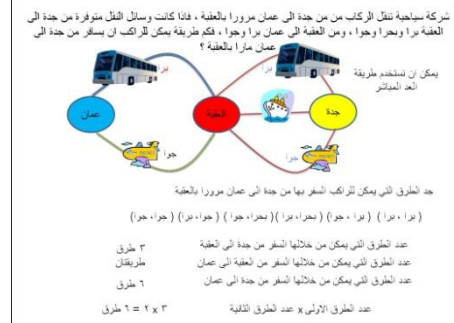 شركة سياحية تنقل الركاب من من جدة الى عمان مرورا بالعقبة ، فاذا كانت وسائل النقل متوفرة من جدة الى
العقبة برا وبحرا وجوا ، ومن العقبة الى عمان برا وجوا ، فكم طريقة يمكن للراكب ان يسافر من جدة الى
عمان مارا بالعقبة ؟
برا
برا
يمكن ان نستخدم طريقة
العد المباشر
جدة
العقبة
عمان
جوا
جوا
جد الطرق التي يمكن للراكب السفر بها من جدة الى عمان مرورا بالعقبة
( برا ، برا ) ( برا ، جوا ) ( بحرا، برا )( بحرا، جوا ) ( جوا، برا) ( جوا، جوا)
عدد الطرق التي يمكن من خلالها السفر من جدة الى العقبة ٣ طرق
عدد الطرق التي يمكن من خلالها السفر من العقبة الى عمان طريقتان
عدد الطرق التي يمكن من خلالها السفر من جدة الى عمان ٦ طرق
عدد الطرق الاولى x عدد الطرق الثانية ٣ x ٢ = ٦ طرق